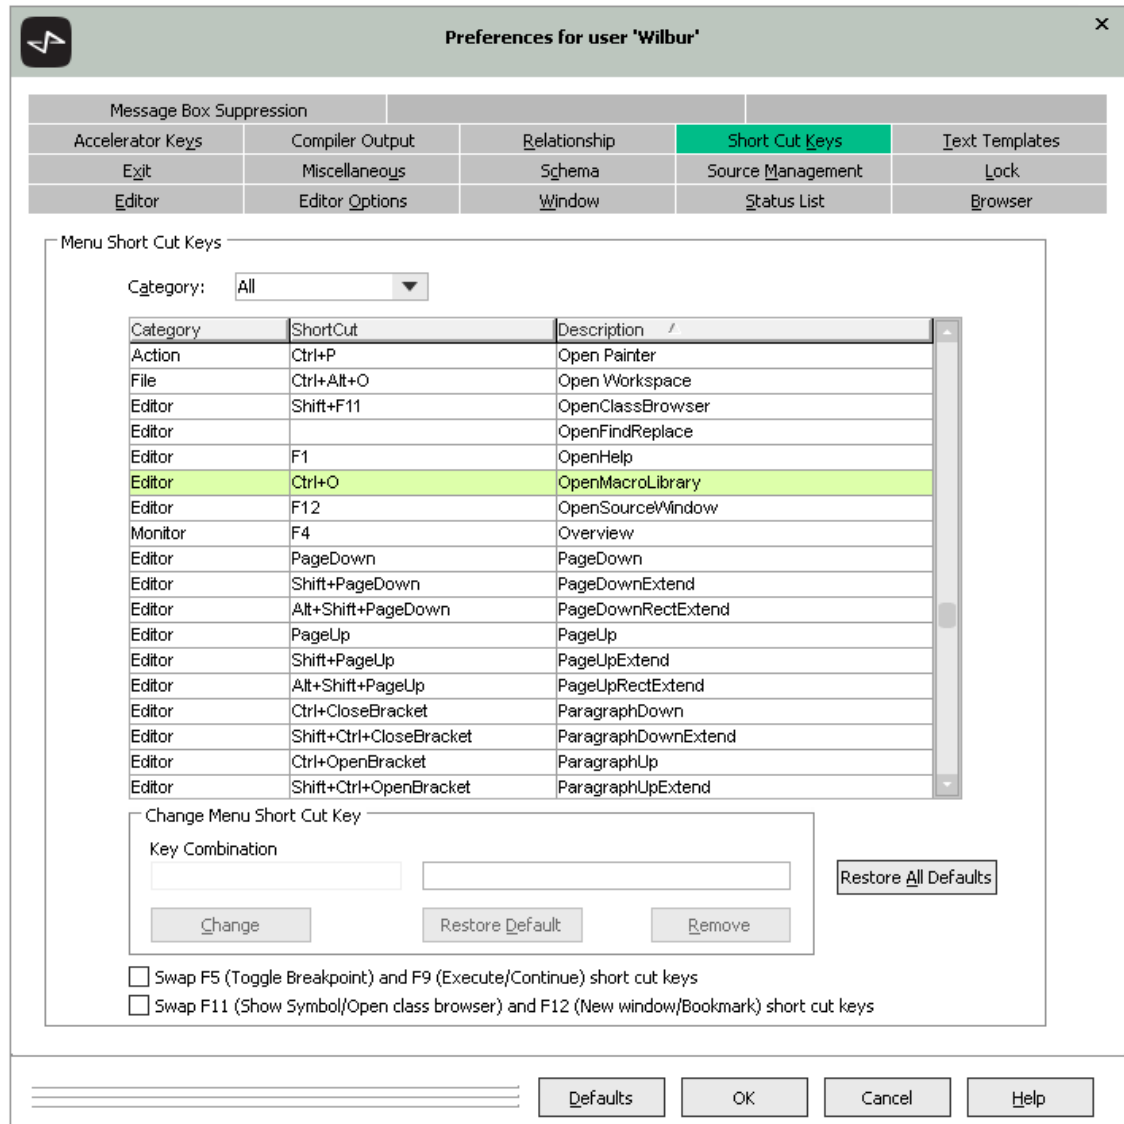 Preferences for user 'Wilbur'
Message Box Suppression
Accelerator Keys Compiler Output Relationship Short Cut Keys Text Templates
Exit Miscellaneous Schema Source Management Lock
Editor Editor Options Window Status List Browser
Menu Short Cut Keys
Category: All
Category ShortCut Description
Action Ctrl+P Open Painter
File Ctrl+Alt+O Open Workspace
Editor Shift+F11 OpenClassBrowser
Editor OpenFindReplace
Editor F1 OpenHelp
Editor Ctrl+O OpenMacroLibrary
Editor F12 OpenSourceWindow
Monitor F4 Overview
Editor PageDown PageDown
Editor Shift+PageDown PageDownExtend
Editor Alt+Shift+PageDown PageDownRectExtend
Editor PageUp PageUp
Editor Shift+PageUp PageUpExtend
Editor Alt+Shift+PageUp PageUpRectExtend
Editor Ctrl+CloseBracket ParagraphDown
Editor Shift+Ctrl+CloseBracket ParagraphDownExtend
Editor Ctrl+OpenBracket ParagraphUp
Editor Shift+Ctrl+OpenBracket ParagraphUpExtend
Change Menu Short Cut Key
Key Combination
Restore All Defaults
Change Restore Default Remove
Swap F5 (Toggle Breakpoint) and F9 (Execute/Continue) short cut keys
Swap F11 (Show Symbol/Open class browser) and F12 (New window/Bookmark) short cut keys
Defaults OK Cancel Help